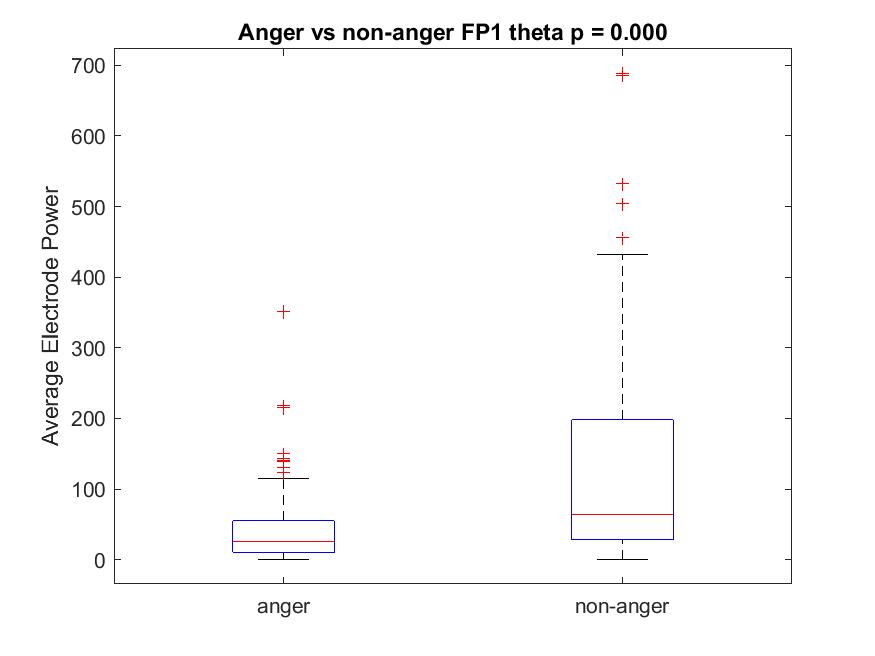 Anger vs non-anger FP1 theta p = 0.000
Average Electrode Power
700
600
500
400
300
200
100
0
anger
non-anger